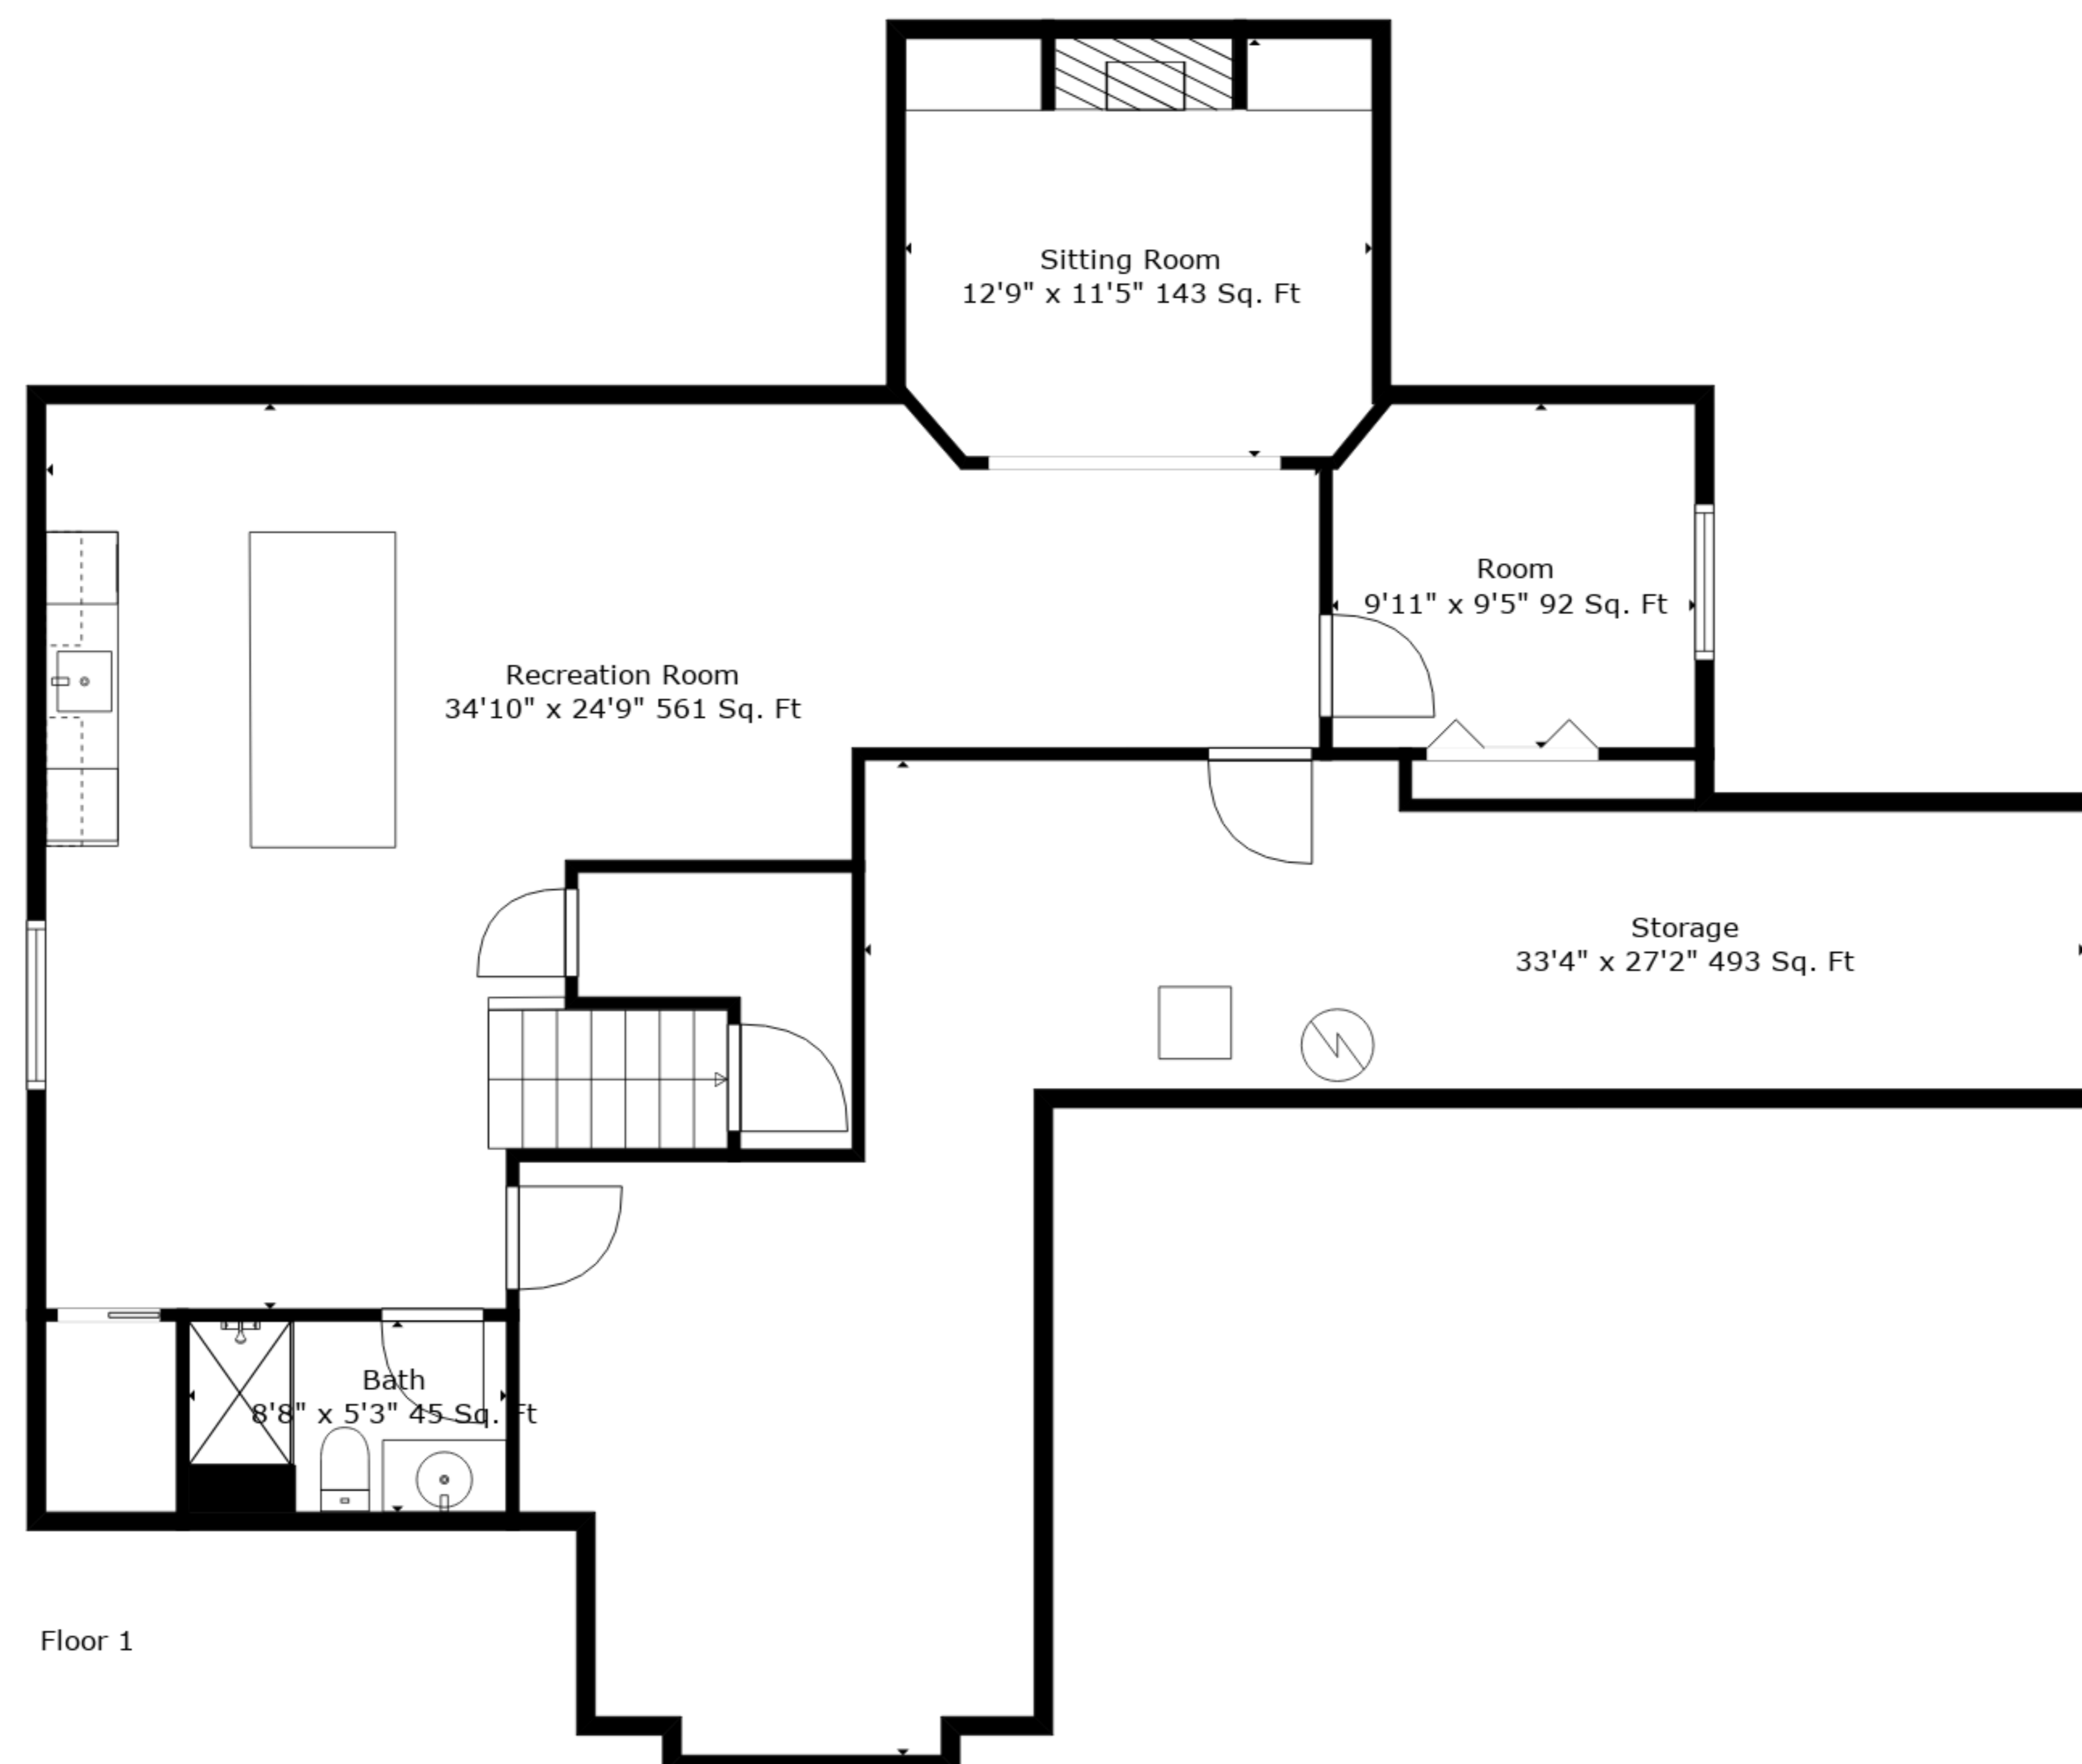 Sitting Room
12'9" x 11'5" 143 Sq. Ft
Room
9'11" x 9'5" 92 Sq. Ft
Recreation Room
34'10" x 24'9" 561 Sq. Ft
Storage
33'4" x 27'2" 493 Sq. Ft
Bath
8'8" x 5'3" 45 Sq. Ft
Floor 1